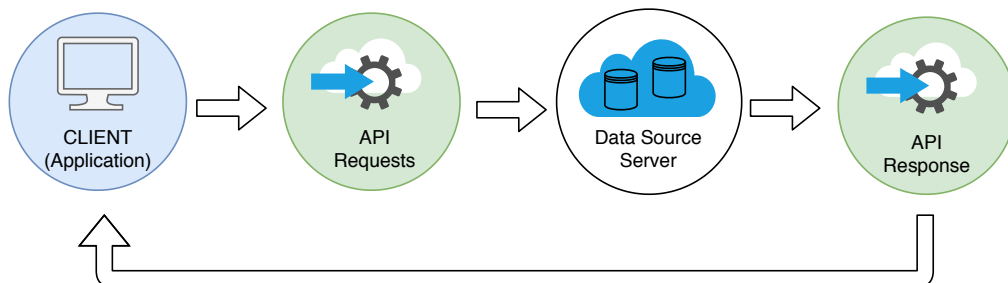 CLIENT
(Application)
API
Requests
Data Source
Server
API
Response